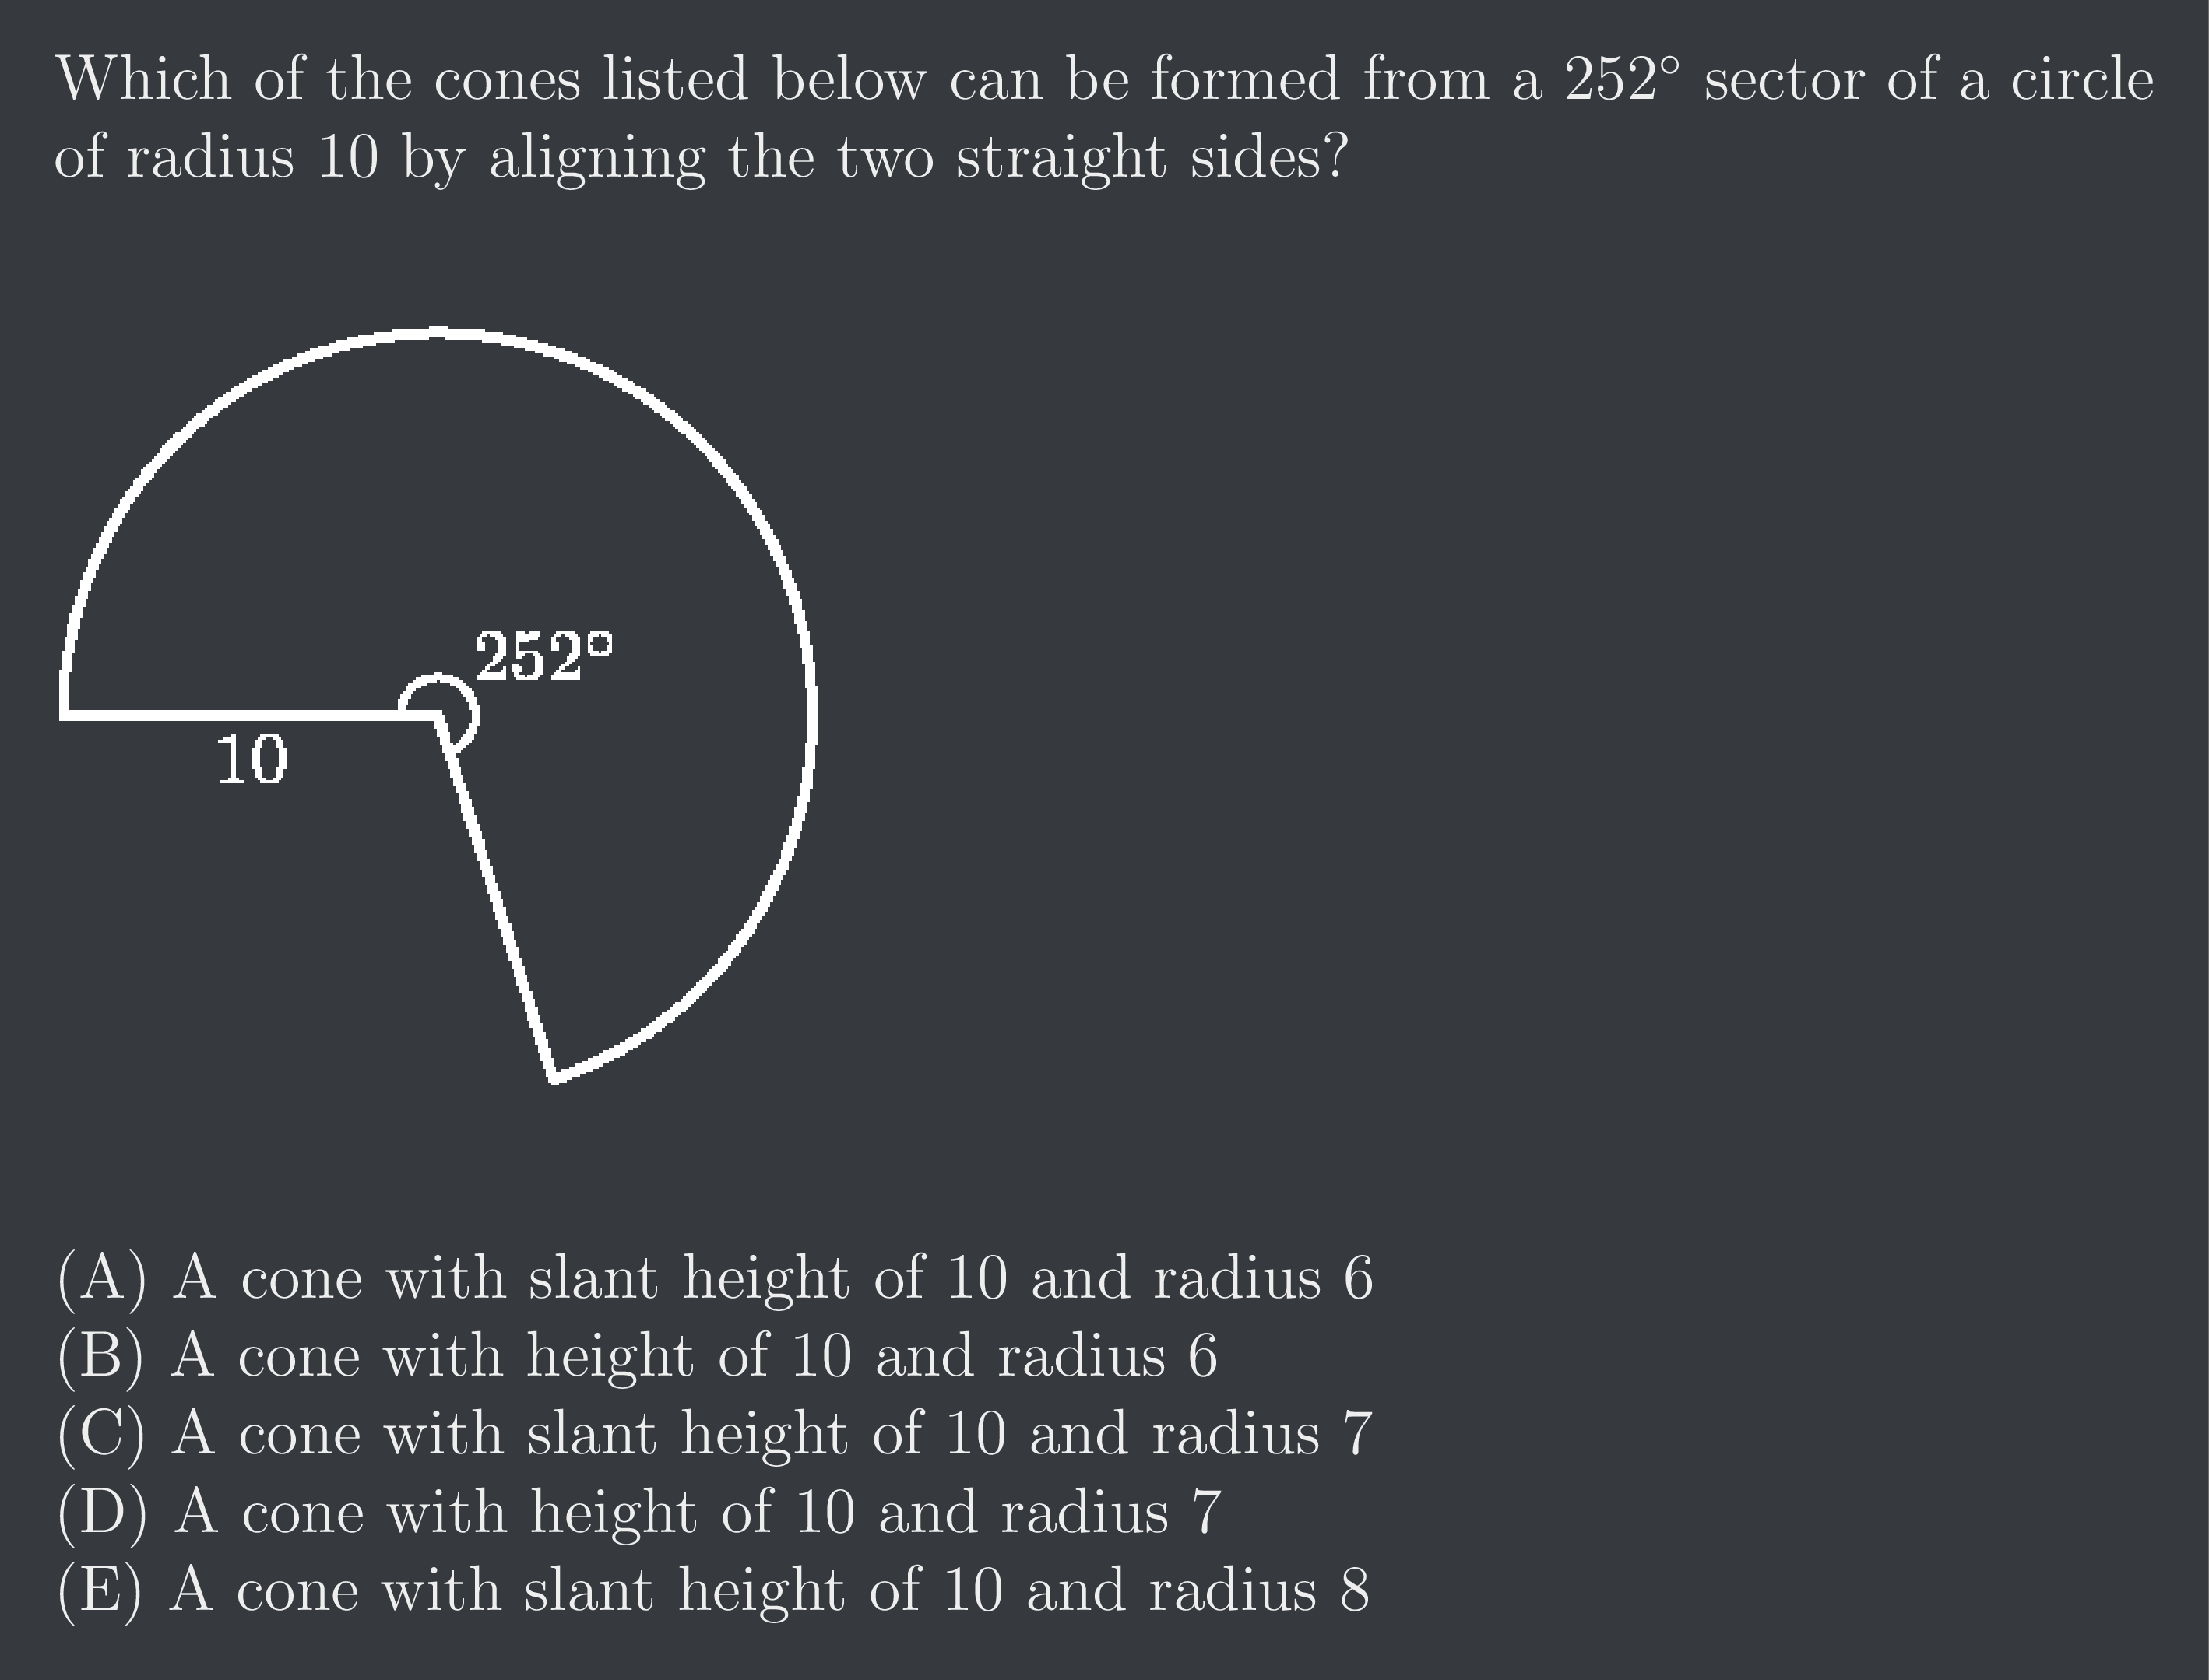 Which of the cones listed below can be formed from a 252° sector of a circle
of radius 10 by aligning the two straight sides?
252°
10
(A) A cone with slant height of 10 and radius 6
(B) A cone with height of 10 and radius 6
(C) A cone with slant height of 10 and radius 7
(D) A cone with height of 10 and radius 7
(E) A cone with slant height of 10 and radius 8